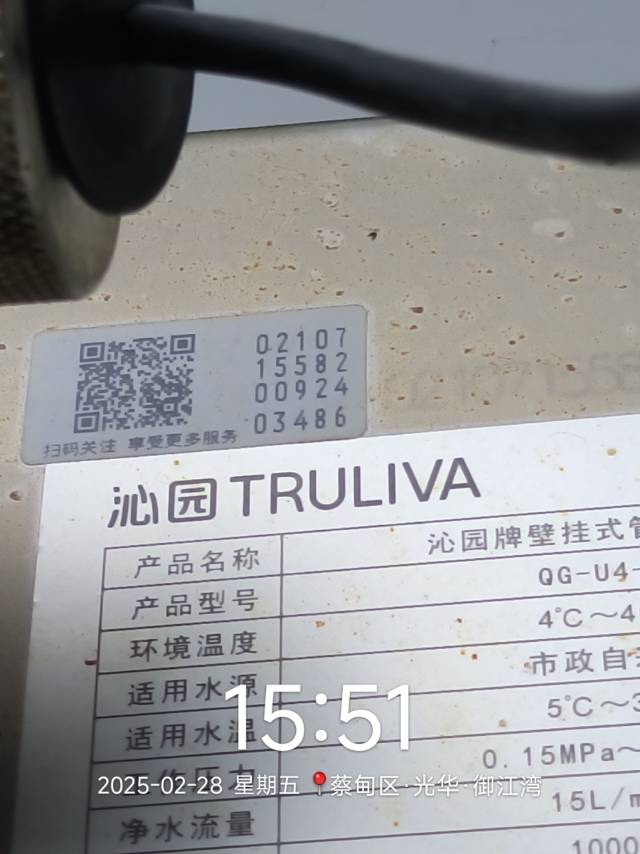 02107
15582
00924
03486
扫码关注 享受更多服务
沁园 TRULIVA
产品名称 沁园牌壁挂式管
产品型号 QG-U4-
环境温度 4℃～4
适用水源 市政自
适用水温 5℃～3
0.15MPa～
净水流量 15L/m
1000
15:51
2025-02-28 星期五 蔡甸区·光华·御江湾